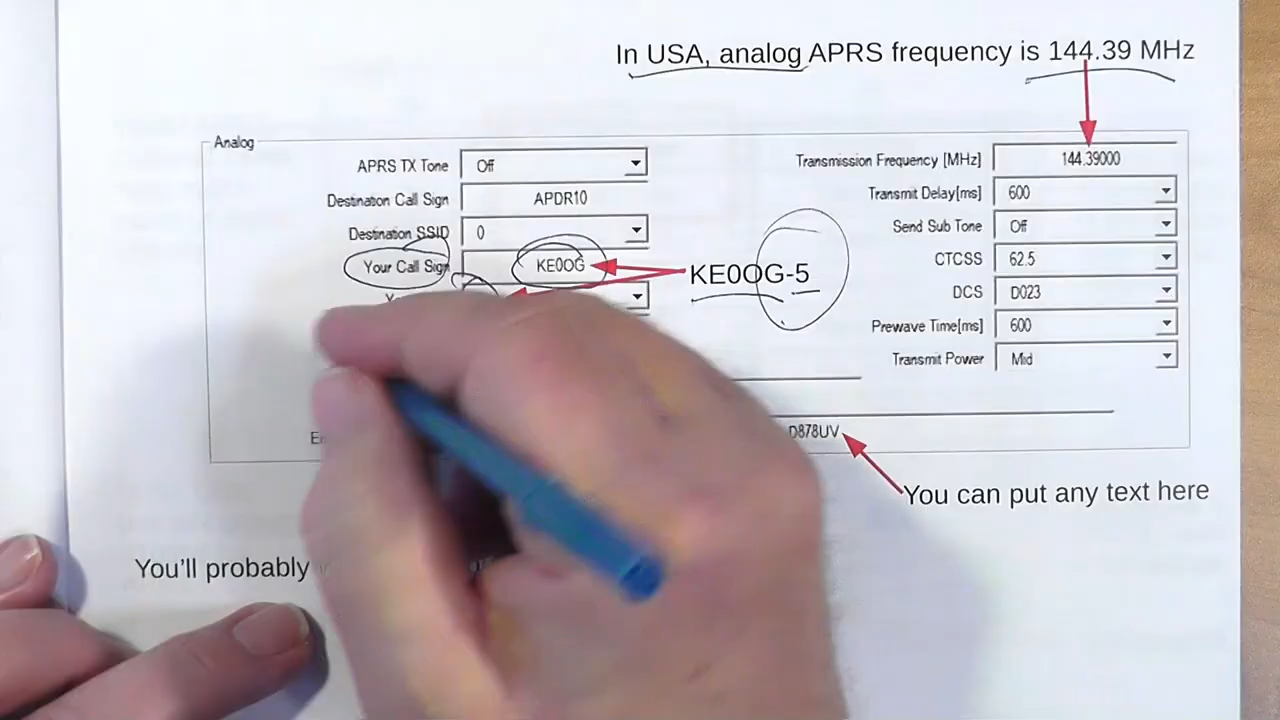 In USA, analog APRS frequency is 144.39 MHz
Analog
APRS TX Tone Off
Transmission Frequency [MHz] 144.39000
Destination Call Sign APDR10
Transmit Delay[ms] 600
Destination SSID 0
Send Sub Tone Off
Your Call Sign KE0OG
KE0OG-5
CTCSS 62.5
DCS D023
Prewave Time[ms] 600
Transmit Power Mid
D878UV
You can put any text here
You'll probably